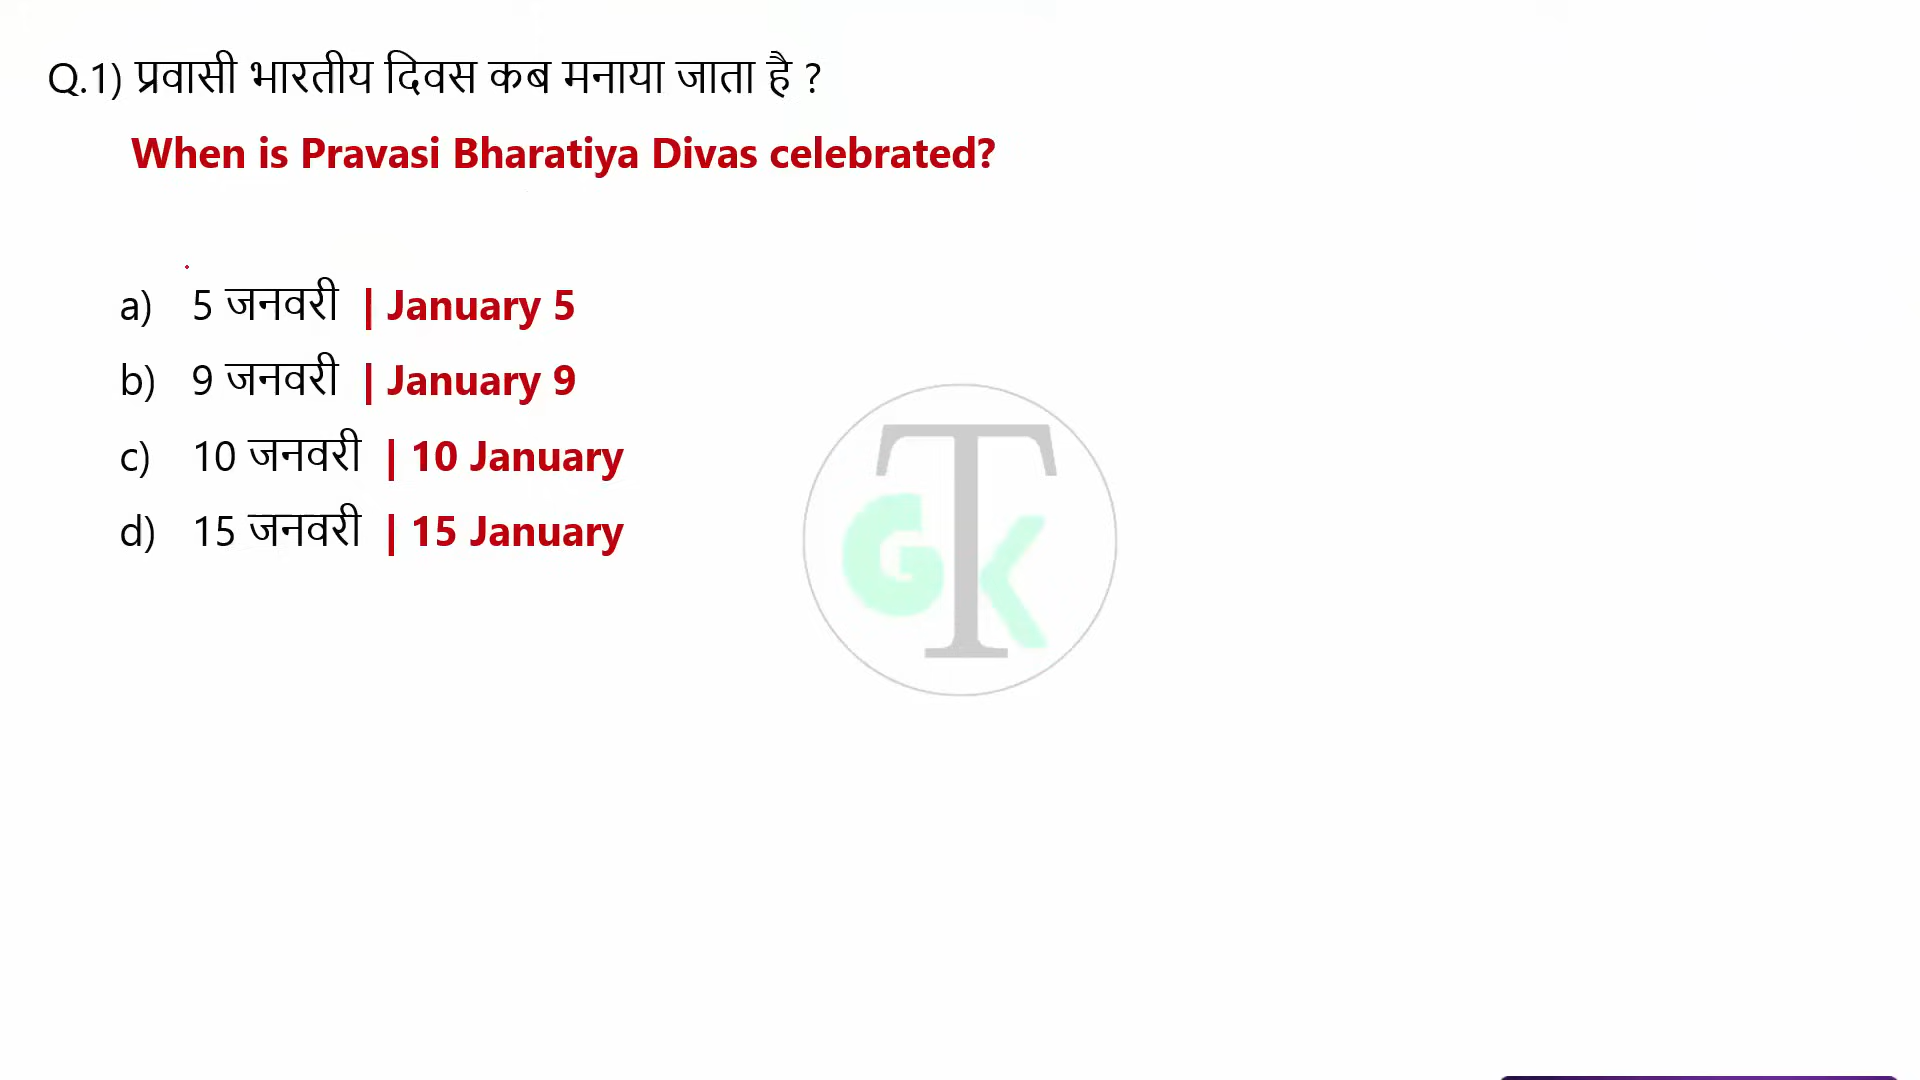 Q.1) प्रवासी भारतीय दिवस कब मनाया जाता है ?
When is Pravasi Bharatiya Divas celebrated?
a) 5 जनवरी | January 5
b) 9 जनवरी | January 9
c) 10 जनवरी | 10 January
d) 15 जनवरी | 15 January
GTK